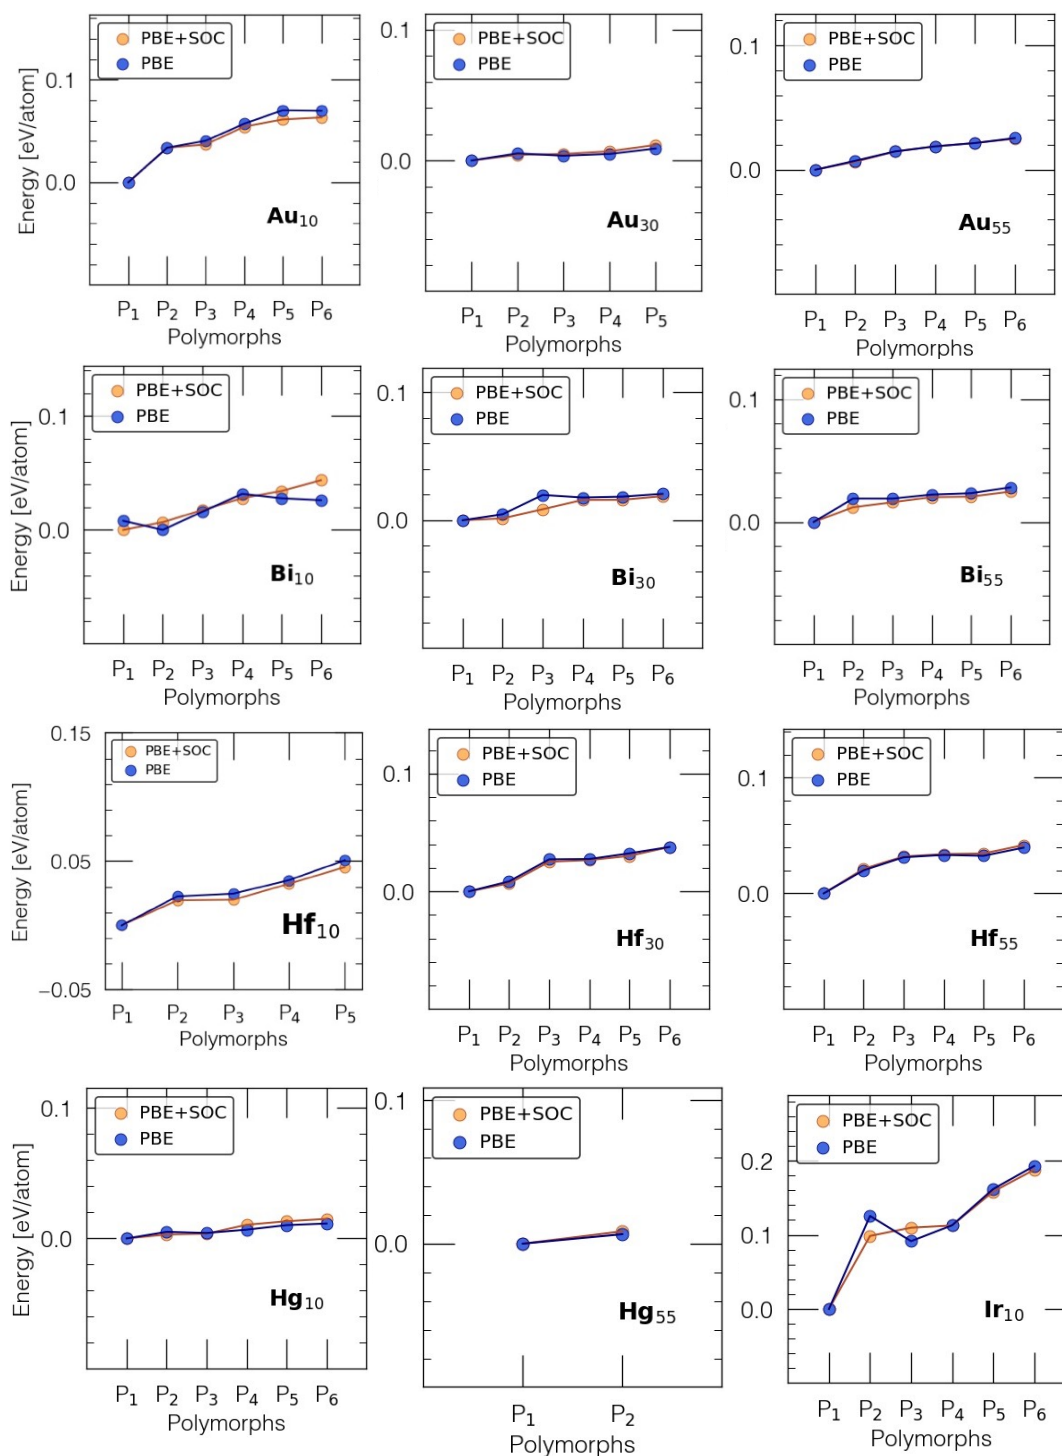 PBE+SOC
PBE
0.1
0.0
Energy [eV/atom]
Au10
P1 P2 P3 P4 P5 P6
Polymorphs
PBE+SOC
PBE
0.1
0.0
Au30
P1 P2 P3 P4 P5
Polymorphs
PBE+SOC
PBE
0.1
0.0
Au55
P1 P2 P3 P4 P5 P6
Polymorphs
PBE+SOC
PBE
0.1
0.0
Energy [eV/atom]
Bi10
P1 P2 P3 P4 P5 P6
Polymorphs
PBE+SOC
PBE
0.1
0.0
Bi30
P1 P2 P3 P4 P5 P6
Polymorphs
PBE+SOC
PBE
0.1
0.0
Bi55
P1 P2 P3 P4 P5 P6
Polymorphs
0.15
PBE+SOC
PBE
0.05
−0.05
Energy [eV/atom]
Hf10
P1 P2 P3 P4 P5
Polymorphs
PBE+SOC
PBE
0.1
0.0
Hf30
P1 P2 P3 P4 P5 P6
Polymorphs
PBE+SOC
PBE
0.1
0.0
Hf55
P1 P2 P3 P4 P5 P6
Polymorphs
PBE+SOC
PBE
0.1
0.0
Energy [eV/atom]
Hg10
P1 P2 P3 P4 P5 P6
Polymorphs
PBE+SOC
PBE
0.1
0.0
Hg55
P1 P2
Polymorphs
PBE+SOC
PBE
0.2
0.1
0.0
Ir10
P1 P2 P3 P4 P5 P6
Polymorphs